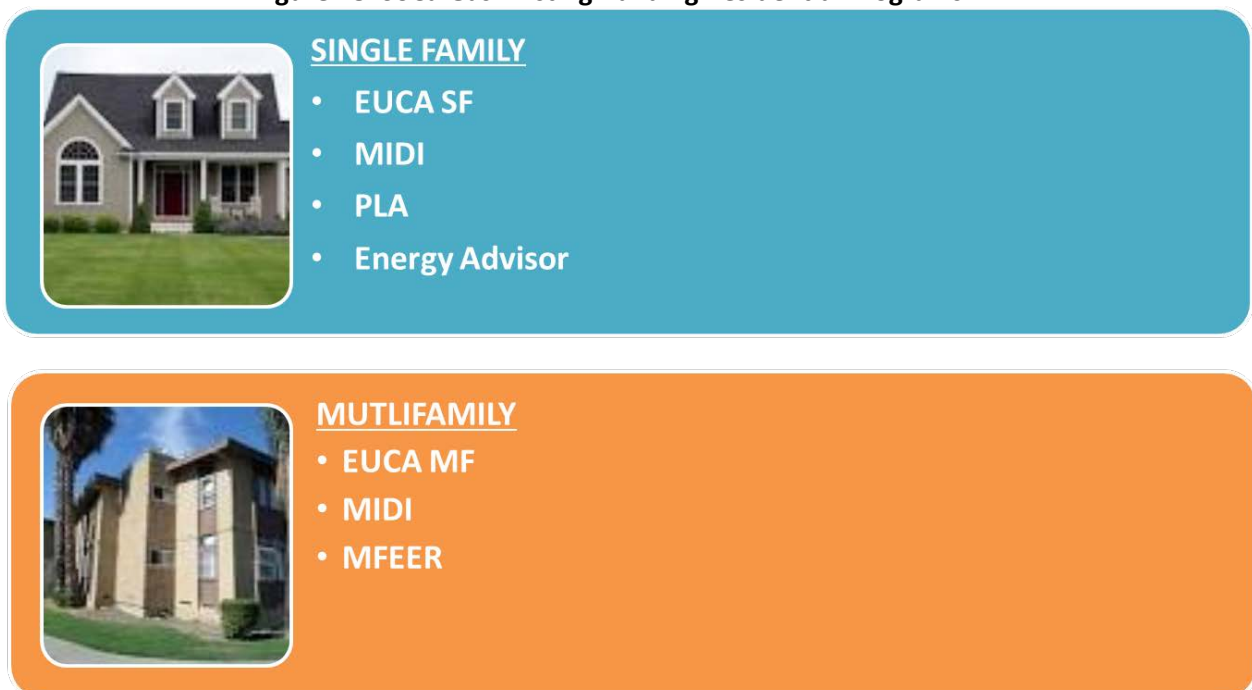 SINGLE FAMILY
• EUCA SF
• MIDI
• PLA
• Energy Advisor
MUTLIFAMILY
• EUCA MF
• MIDI
• MFEER